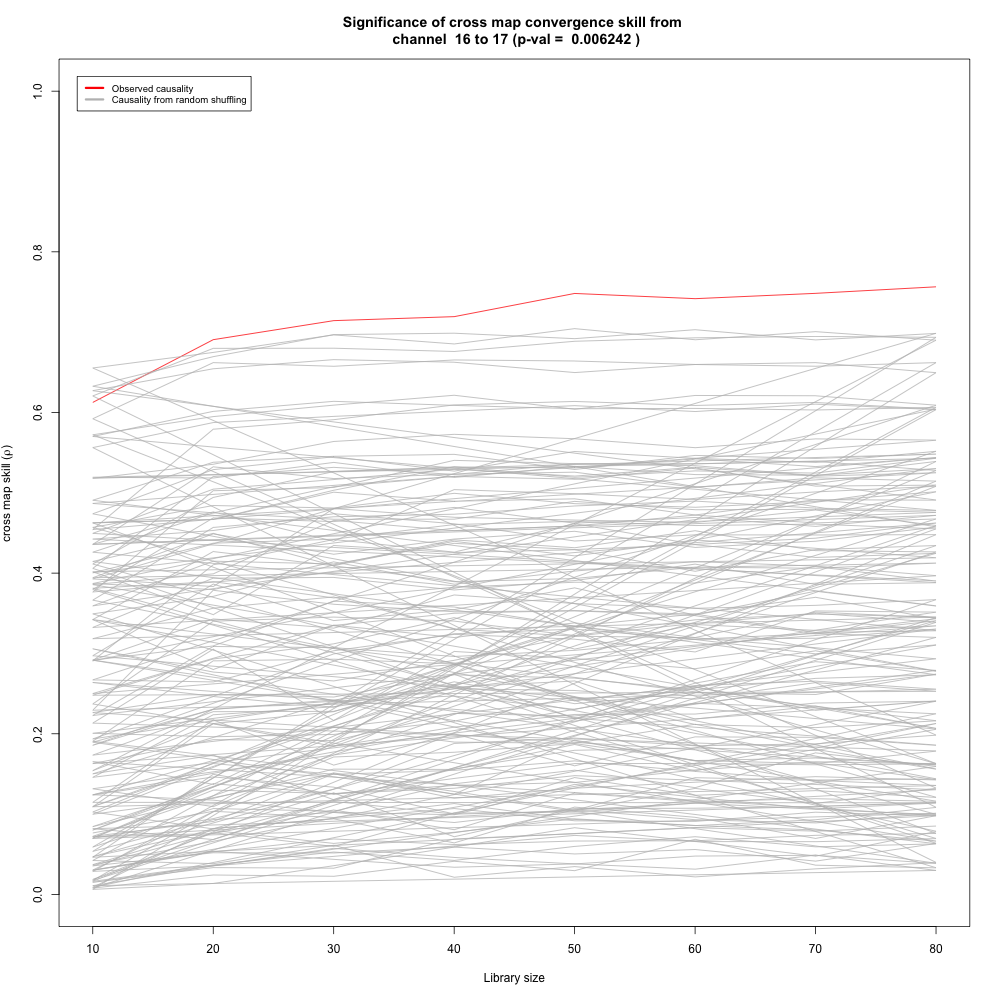 Significance of cross map convergence skill from
channel  16 to 17 (p-val =  0.006242 )
Observed causality
Causality from random shuffling
1.0
0.8
0.6
0.4
0.2
0.0
cross map skill (ρ)
10 20 30 40 50 60 70 80
Library size